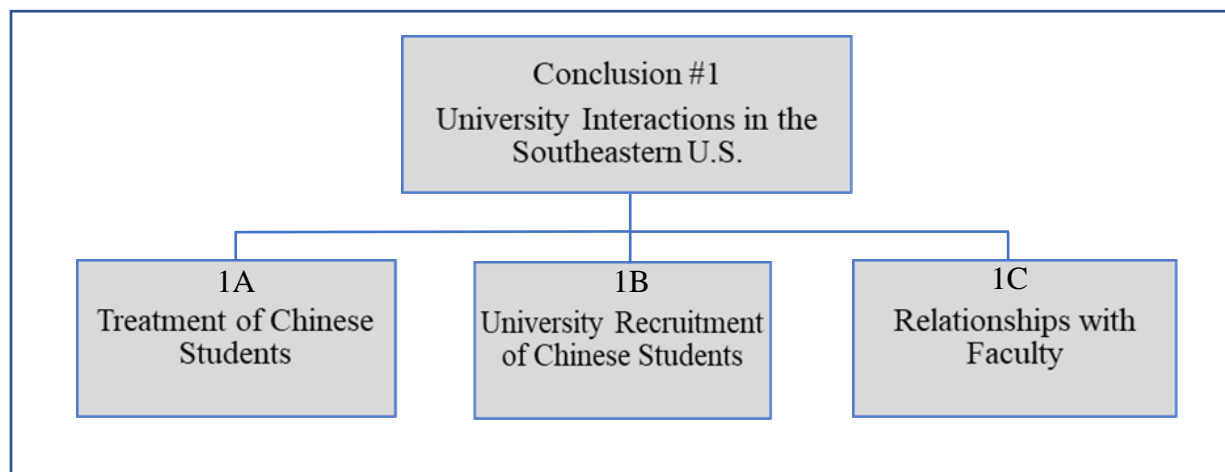 Conclusion #1
University Interactions in the
Southeastern U.S.
1A
Treatment of Chinese
Students
1B
University Recruitment
of Chinese Students
1C
Relationships with
Faculty